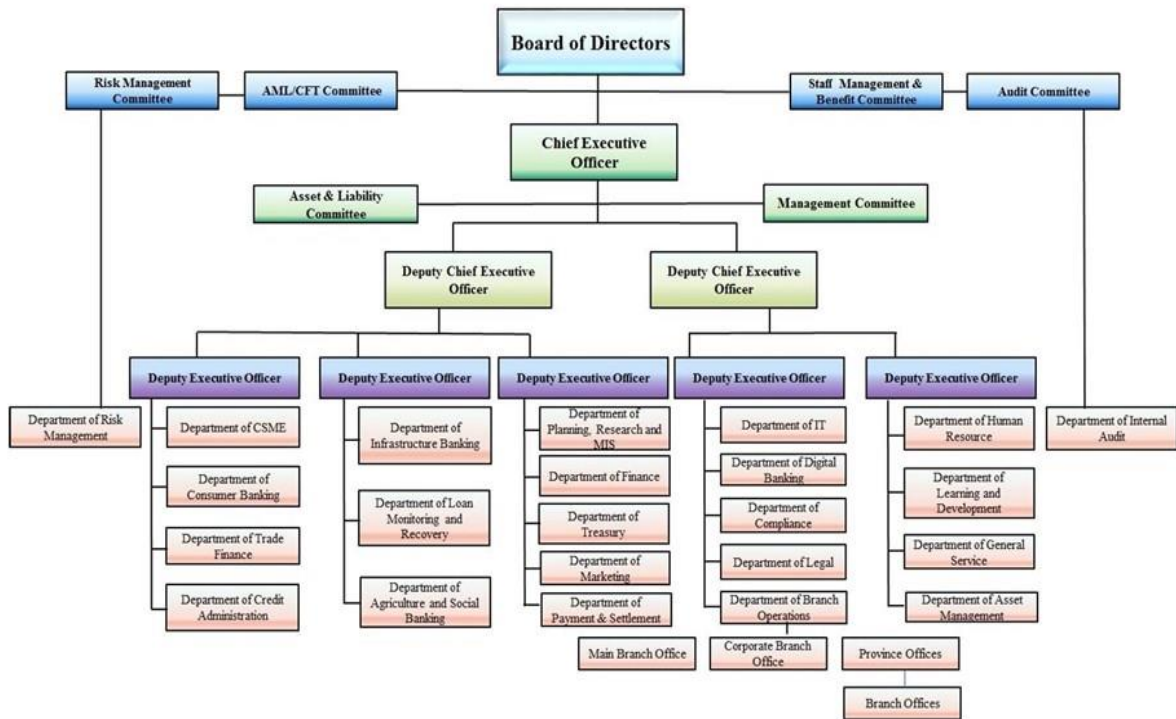 Board of Directors
Risk Management
Committee
AML/CFT Committee
Staff Management &
Benefit Committee
Audit Committee
Chief Executive
Officer
Asset & Liability
Committee
Management Committee
Deputy Chief Executive
Officer
Deputy Chief Executive
Officer
Deputy Executive Officer
Deputy Executive Officer
Deputy Executive Officer
Deputy Executive Officer
Deputy Executive Officer
Department of Risk
Management
Department of CSME
Department of
Consumer Banking
Department of Trade
Finance
Department of Credit
Administration
Department of
Infrastructure Banking
Department of Loan
Monitoring and
Recovery
Department of
Agriculture and Social
Banking
Department of
Planning, Research and
MIS
Department of Finance
Department of
Treasury
Department of
Marketing
Department of
Payment & Settlement
Department of IT
Department of Digital
Banking
Department of
Compliance
Department of Legal
Department of Branch
Operations
Department of Human
Resource
Department of
Learning and
Development
Department of General
Service
Department of Asset
Management
Department of Internal
Audit
Main Branch Office
Corporate Branch
Office
Province Offices
Branch Offices